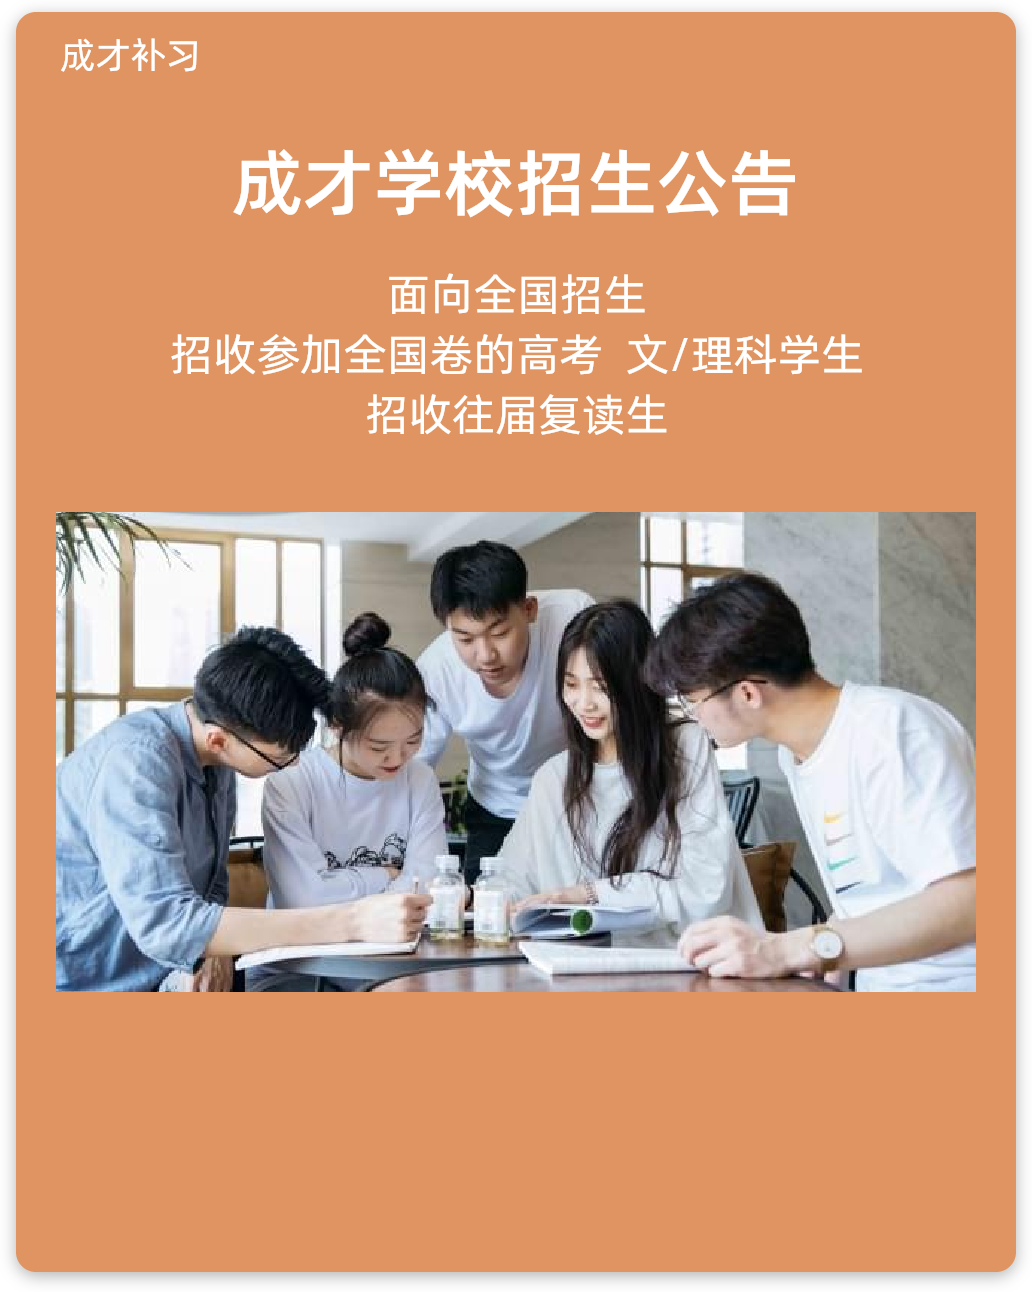 成才补习
成才学校招生公告
面向全国招生
招收参加全国卷的高考 文/理科学生
招收往届复读生